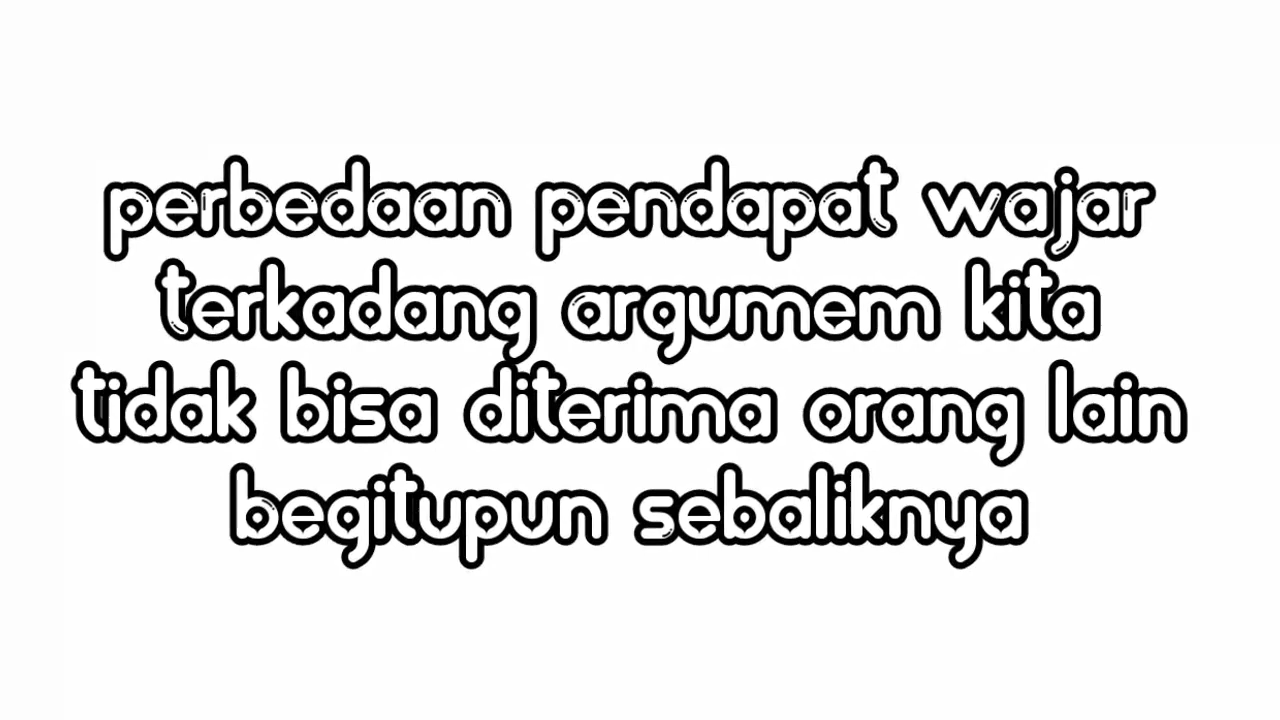 perbedaan pendapat wajar
terkadang argumem kita
tidak bisa diterima orang lain
begitupun sebaliknya